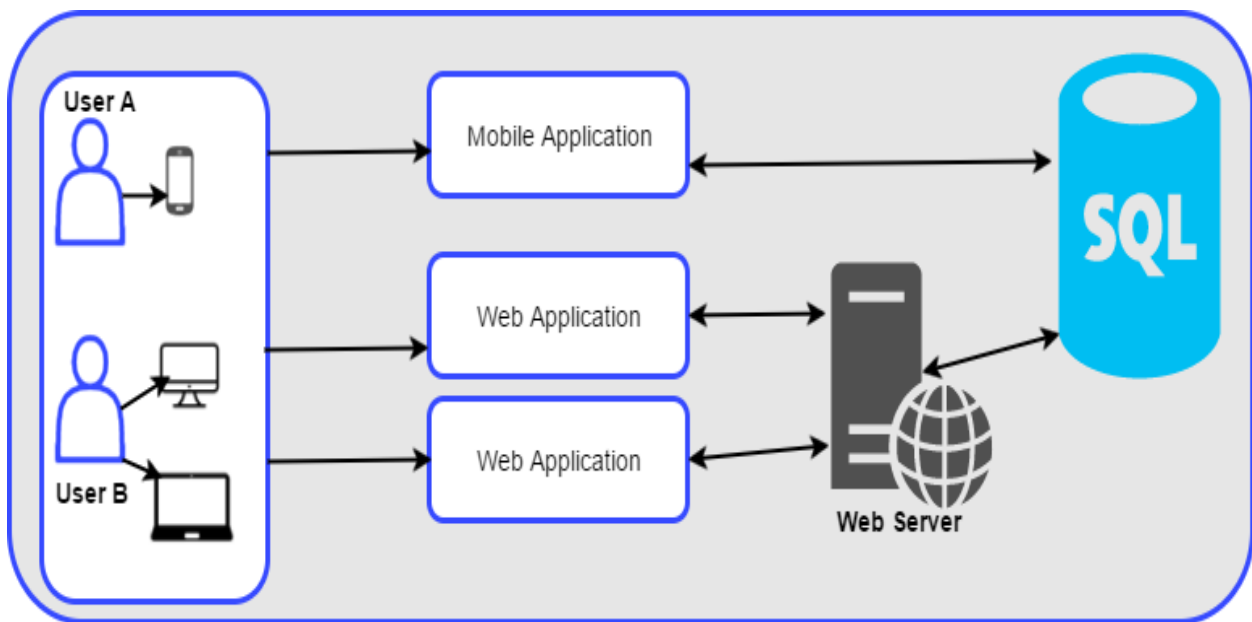 User A
Mobile Application
SQL
Web Application
Web Application
User B
Web Server